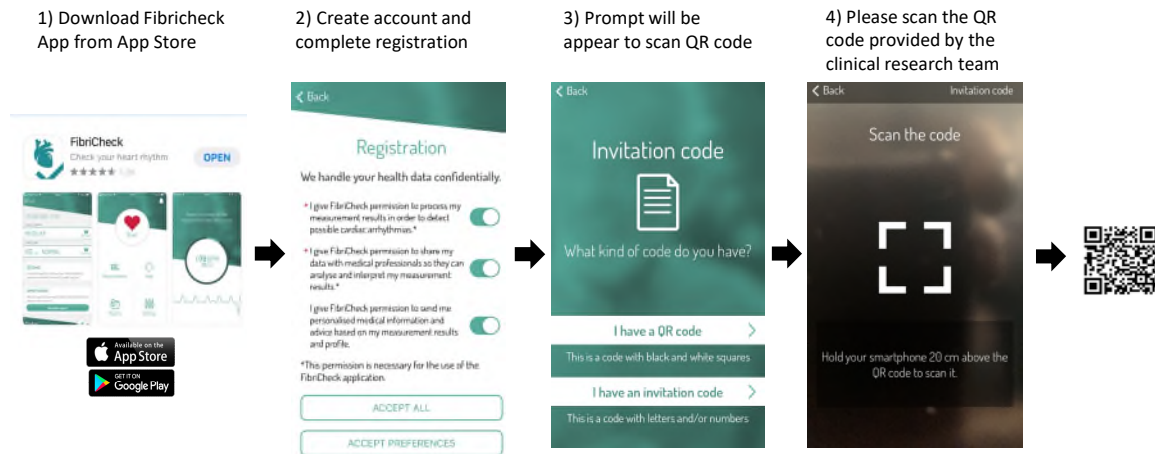 1) Download Fibricheck
App from App Store
2) Create account and
complete registration
3) Prompt will be
appear to scan QR code
4) Please scan the QR
code provided by the
clinical research team
FibriCheck
Check your heart rhythm
OPEN
Available on the
App Store
GET IT ON
Google Play
Back
Registration
We handle your health data confidentially.
* I give FibriCheck permission to process my
measurement results in order to detect
possible cardiac arrhythmias.*
* I give FibriCheck permission to share my
data with medical professionals so they can
analyse and interpret my measurement
results.*
I give FibriCheck permission to send me
personalised medical information and
advice based on my measurement results
and profile.
*This permission is necessary for the use of the
FibriCheck application.
ACCEPT ALL
ACCEPT PREFERENCES
Back
Invitation code
What kind of code do you have?
I have a QR code
This is a code with black and white squares
I have an invitation code
This is a code with letters and/or numbers
Back
Invitation code
Scan the code
Hold your smartphone 20 cm above the
QR code to scan it.